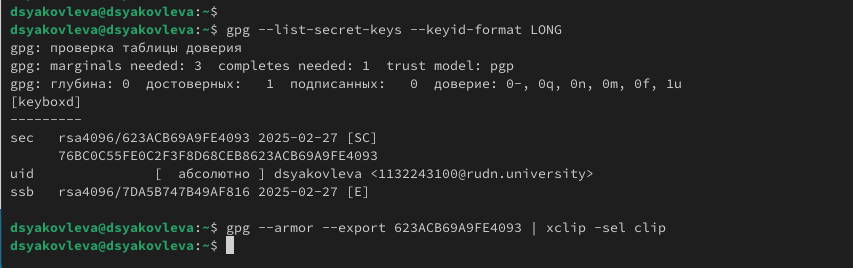 dsyakovleva@dsyakovleva:~$
dsyakovleva@dsyakovleva:~$ gpg --list-secret-keys --keyid-format LONG
gpg: проверка таблицы доверия
gpg: marginals needed: 3  completes needed: 1  trust model: pgp
gpg: глубина: 0  достоверных:   1  подписанных:   0  доверие: 0-, 0q, 0n, 0m, 0f, 1u
[keyboxd]
---------
sec   rsa4096/623ACB69A9FE4093 2025-02-27 [SC]
      76BC0C55FE0C2F3F8D68CEB8623ACB69A9FE4093
uid               [  абсолютно ] dsyakovleva <1132243100@rudn.university>
ssb   rsa4096/7DA5B747B49AF816 2025-02-27 [E]
dsyakovleva@dsyakovleva:~$ gpg --armor --export 623ACB69A9FE4093 | xclip -sel clip
dsyakovleva@dsyakovleva:~$